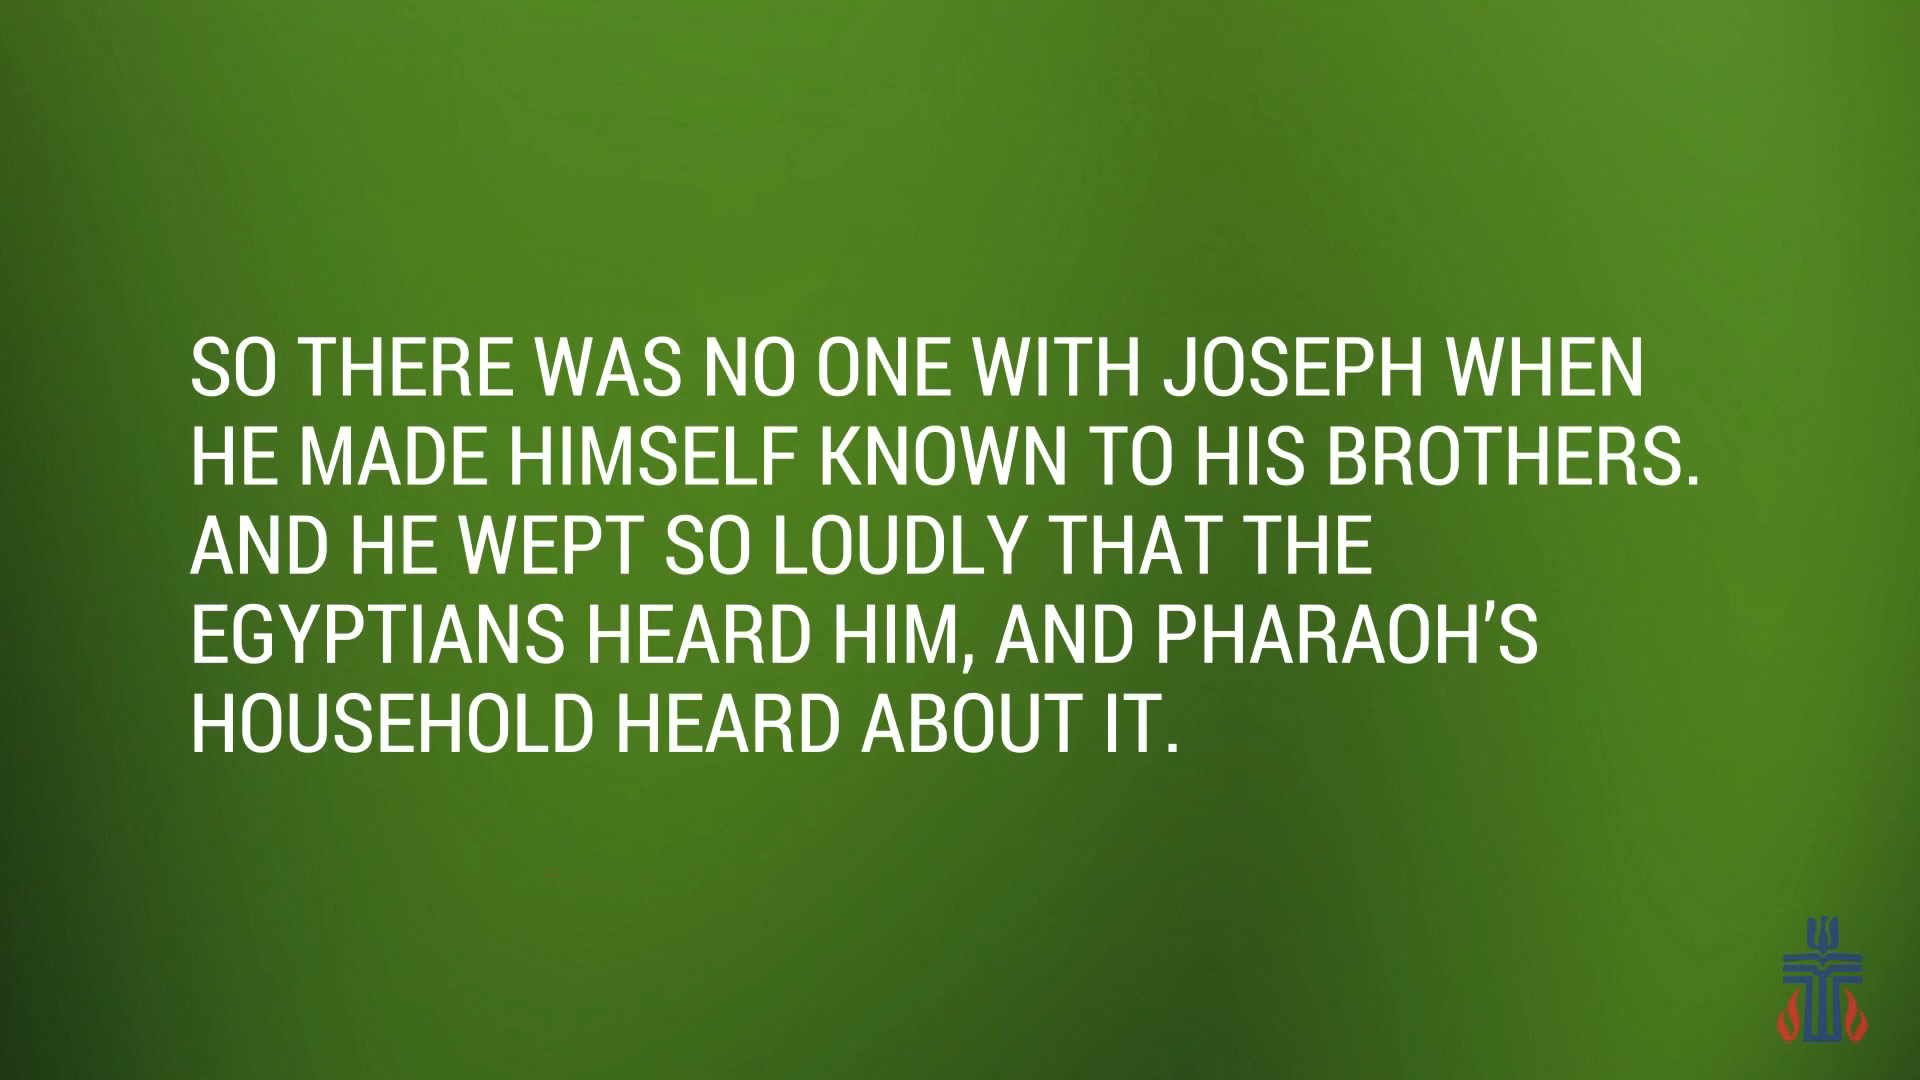 SO THERE WAS NO ONE WITH JOSEPH WHEN
HE MADE HIMSELF KNOWN TO HIS BROTHERS.
AND HE WEPT SO LOUDLY THAT THE
EGYPTIANS HEARD HIM, AND PHARAOH’S
HOUSEHOLD HEARD ABOUT IT.